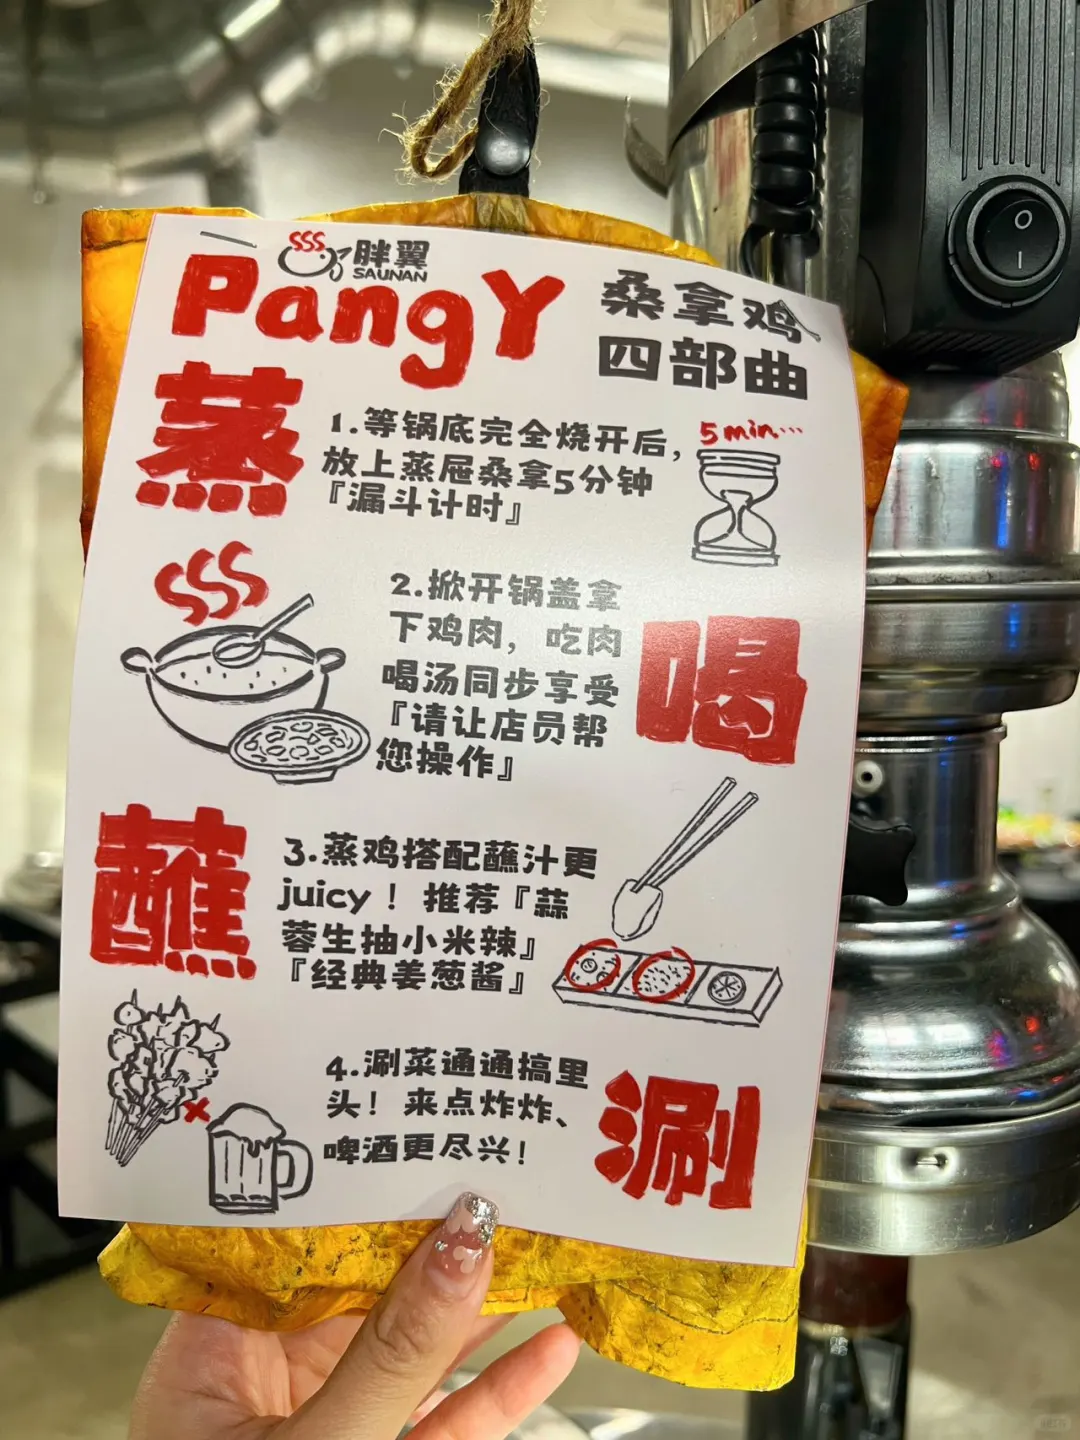 胖翼
SAUNAN
PangY
桑拿鸡
四部曲
蒸
1.等锅底完全烧开后,
放上蒸屉桑拿5分钟
『漏斗计时』
5min...
2.掀开锅盖拿
下鸡肉,吃肉
喝汤同步享受
『请让店员帮
您操作』
喝
蘸
3.蒸鸡搭配蘸汁更
juicy！推荐『蒜
蓉生抽小米辣』
『经典姜葱酱』
4.涮菜通通搞里
头！来点炸炸、
啤酒更尽兴！
涮